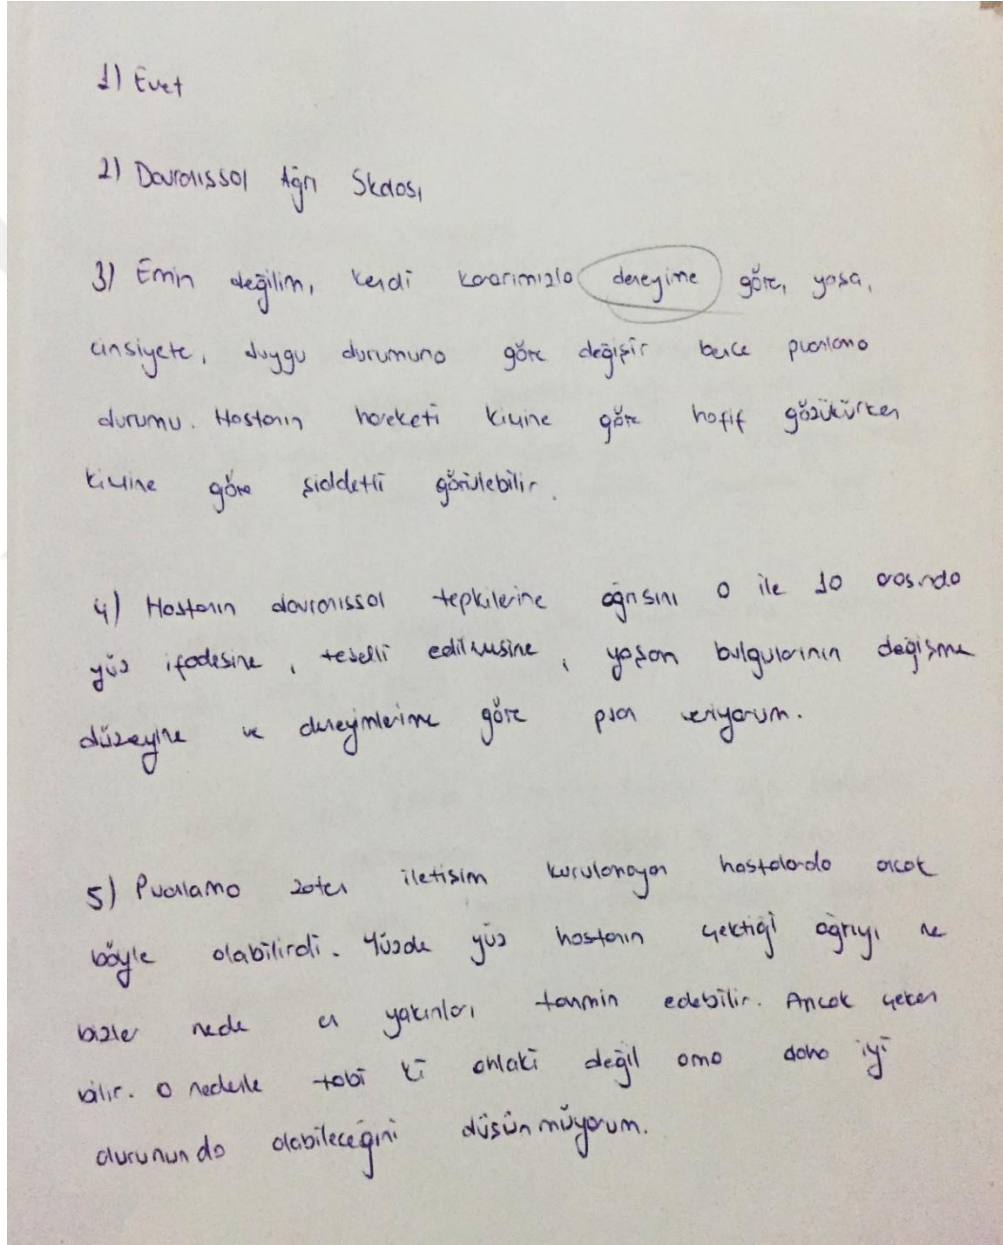 1) Evet
2) Davranışsal Ağrı Skalası
3) Emin değilim, kendi kararımızla deneyime göre, yaşa,
cinsiyete, duygu durumuna göre değişir bence puanlama
durumu. Hastanın hareketi kimine göre hafif gözükürken
kimine göre şiddetli görülebilir.
4) Hastanın davranışsal tepkilerine ağrısını 0 ile 10 arasında
yüz ifadesine, teselli edilmesine, yaşam bulgularının değişme
düzeyine ve deneyimlerime göre puan veriyorum.
5) Puanlama zaten iletişim kurulamayan hastalarda ancak
böyle olabilirdi. Yüzde yüz hastanın çektiği ağrıyı ne
bizler nede en yakınları tahmin edebilir. Ancak çeken
bilir. O nedenle tabi ki ahlaki değil ama daha iyi
durumunda olabileceğini düşünmüyorum.